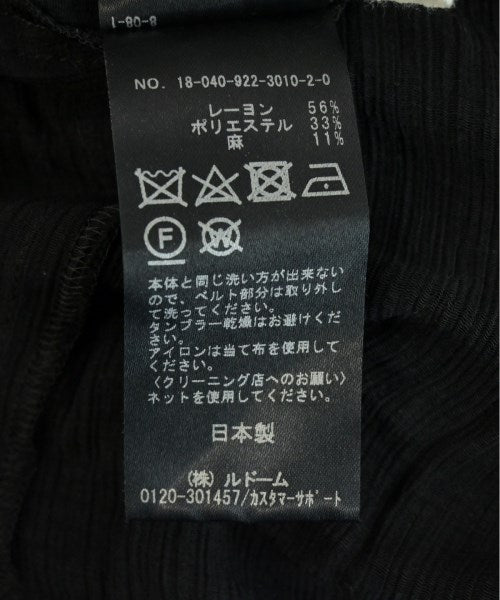 8-08-1
NO. 18-040-922-3010-2-0
レーヨン 56%
ポリエステル 33%
麻 11%
F
W
本体と同じ洗い方が出来ない
ので、ベルト部分は取り外し
て洗ってください。
タンブラー乾燥はお避けくだ
さい。
アイロンは当て布を使用して
ください。
〈クリーニング店へのお願い〉
ネットを使用してください。
日本製
(株) ルドーム
0120-301457/カスタマーサポート